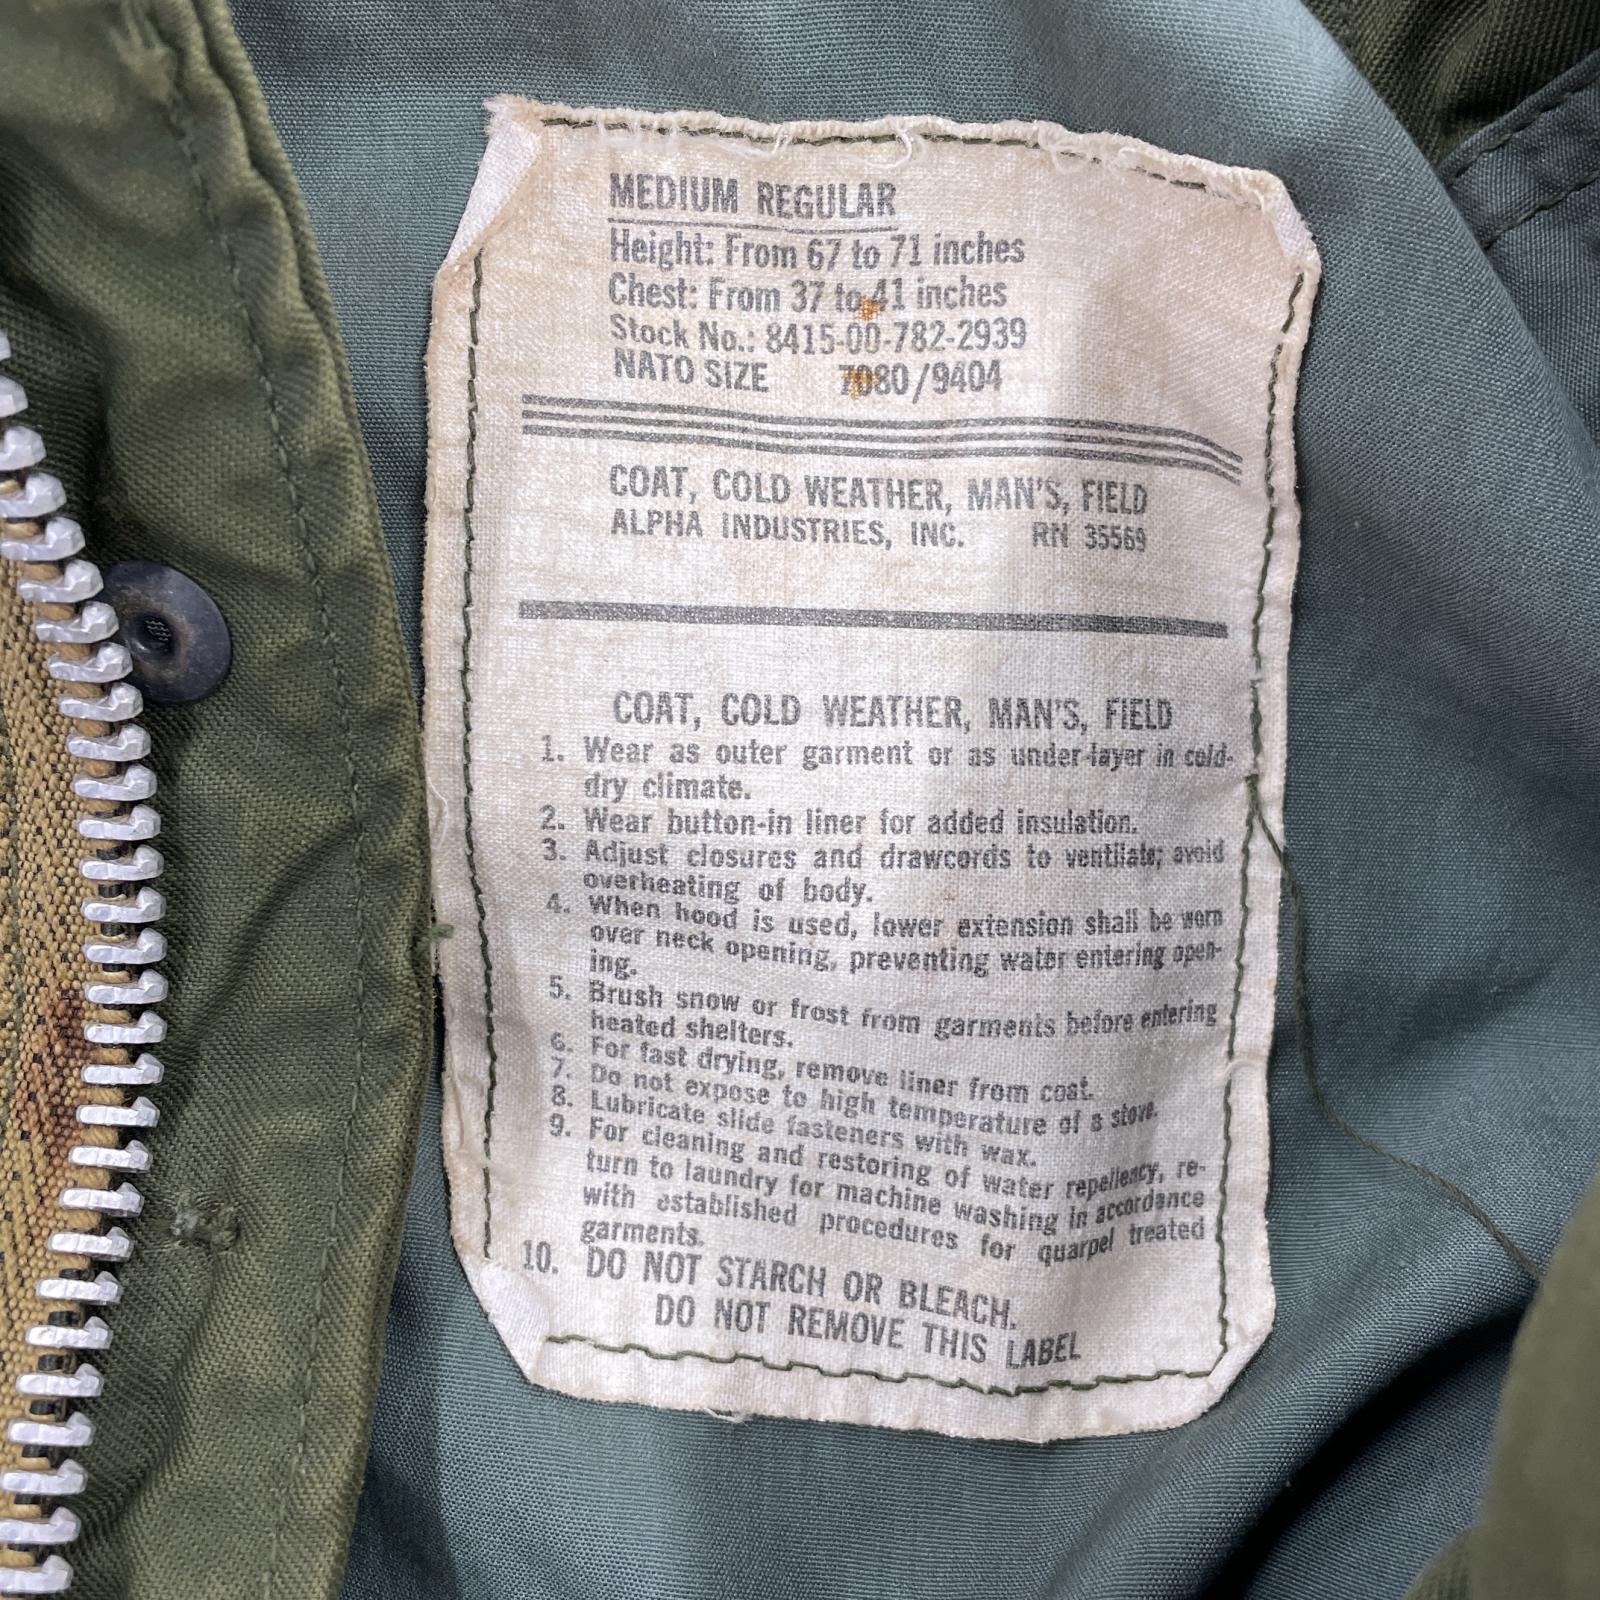 MEDIUM REGULAR
Height: From 67 to 71 inches
Chest: From 37 to 41 inches
Stock No.: 8415-00-782-2939
NATO SIZE 7080/9404
COAT, COLD WEATHER, MAN'S, FIELD
ALPHA INDUSTRIES, INC. RN 35569
COAT, COLD WEATHER, MAN'S, FIELD
1. Wear as outer garment or as under-layer in cold-
dry climate.
2. Wear button-in liner for added insulation.
3. Adjust closures and drawcords to ventilate; avoid
overheating of body.
4. When hood is used, lower extension shall be worn
over neck opening, preventing water entering open-
ing.
5. Brush snow or frost from garments before entering
heated shelters.
6. For fast drying, remove liner from coat.
7. Do not expose to high temperature of a stove.
8. Lubricate slide fasteners with wax.
9. For cleaning and restoring of water repellency, re-
turn to laundry for machine washing in accordance
with established procedures for quarpel treated
garments.
10. DO NOT STARCH OR BLEACH.
DO NOT REMOVE THIS LABEL